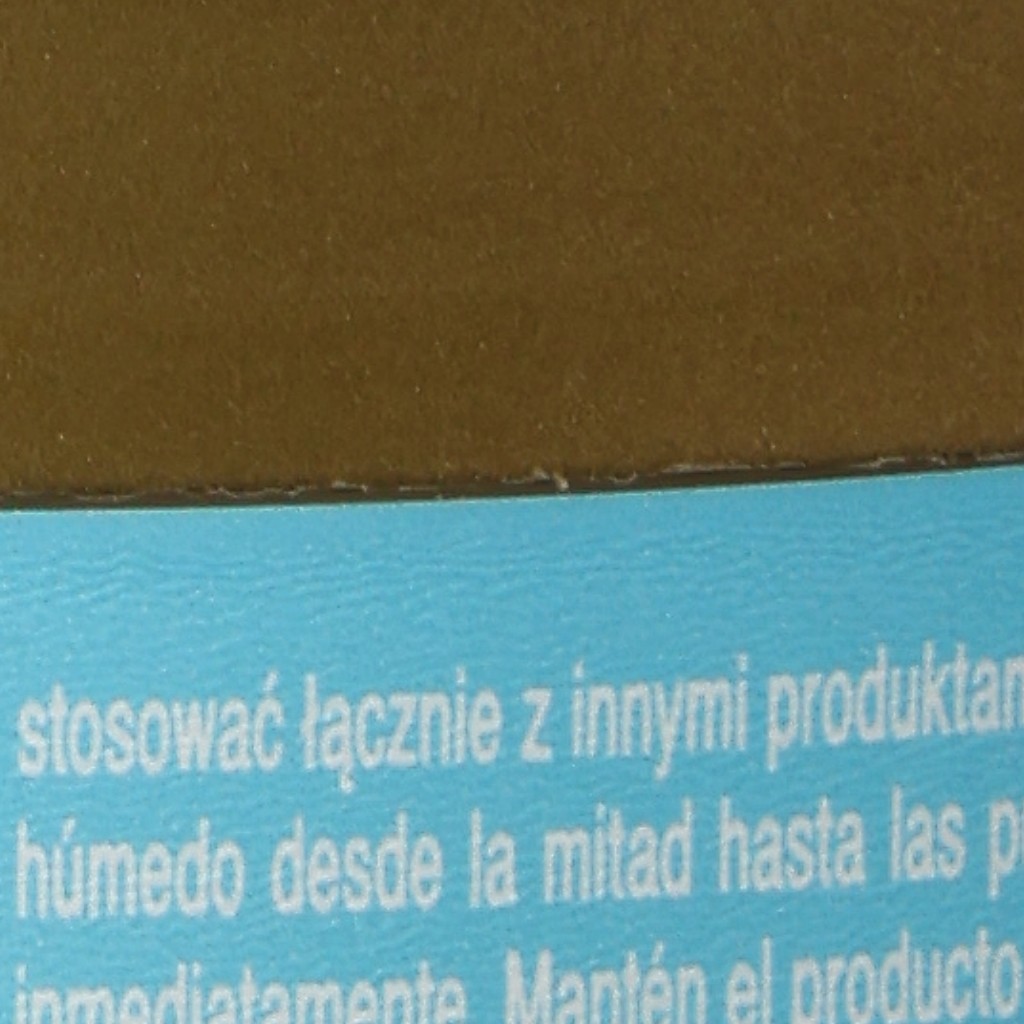 stosować łącznie z innymi produktam
húmedo desde la mitad hasta las
inmediatamente. Mantén el producto